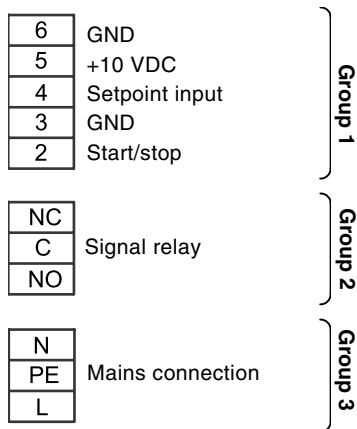 6 GND
5 +10 VDC
4 Setpoint input
3 GND
2 Start/stop
Group 1
NC
C Signal relay
NO
Group 2
N
PE Mains connection
L
Group 3